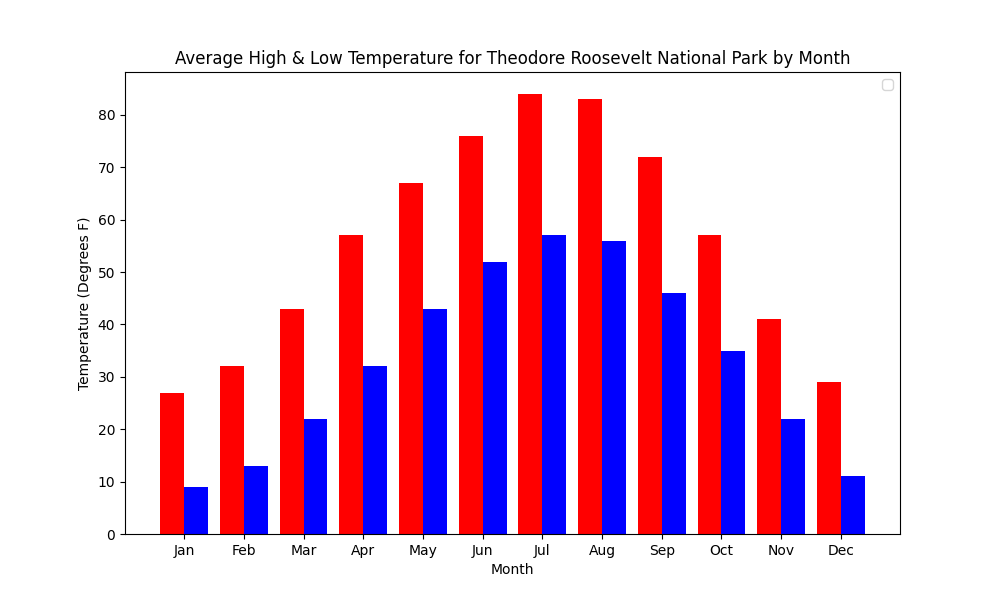 Average High & Low Temperature for Theodore Roosevelt National Park by Month
80
70
60
50
40
30
20
10
0
Temperature (Degrees F)
Jan Feb Mar Apr May Jun Jul Aug Sep Oct Nov Dec
Month